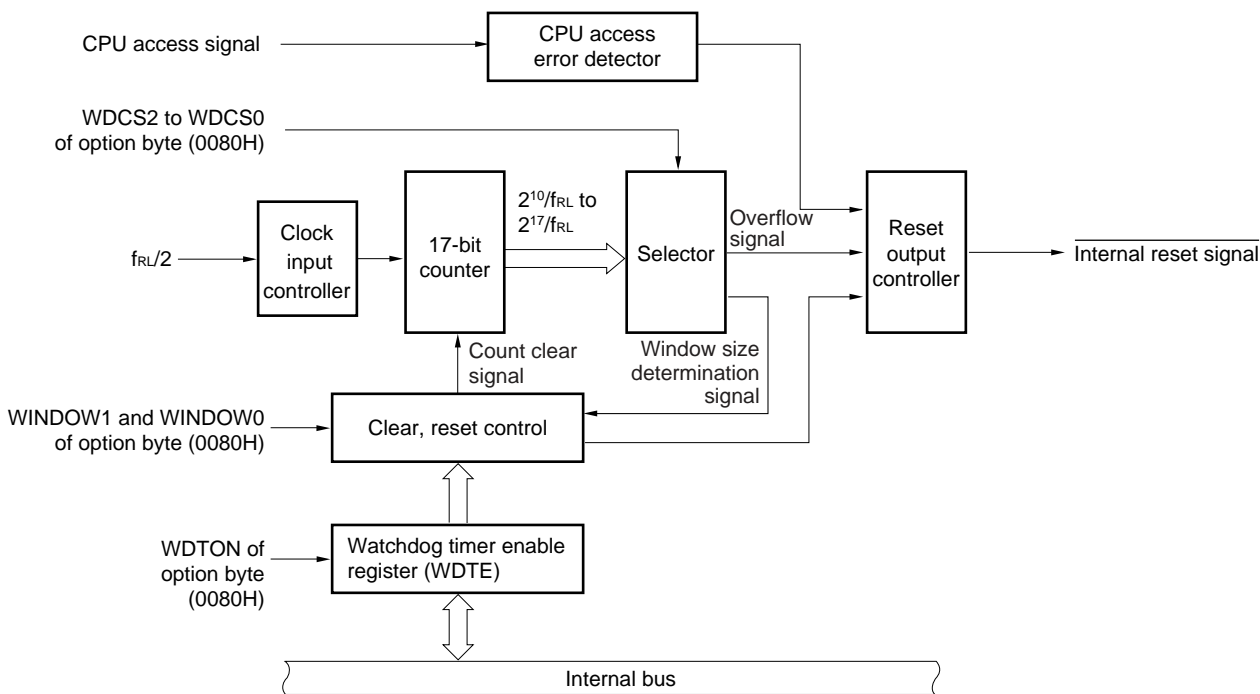 CPU access signal
CPU access
error detector
WDCS2 to WDCS0
of option byte (0080H)
fRL/2
Clock
input
controller
17-bit
counter
2¹⁰/fRL to
2¹⁷/fRL
Selector
Overflow
signal
Reset
output
controller
Internal reset signal
Count clear
signal
Window size
determination
signal
WINDOW1 and WINDOW0
of option byte (0080H)
Clear, reset control
WDTON of
option byte
(0080H)
Watchdog timer enable
register (WDTE)
Internal bus